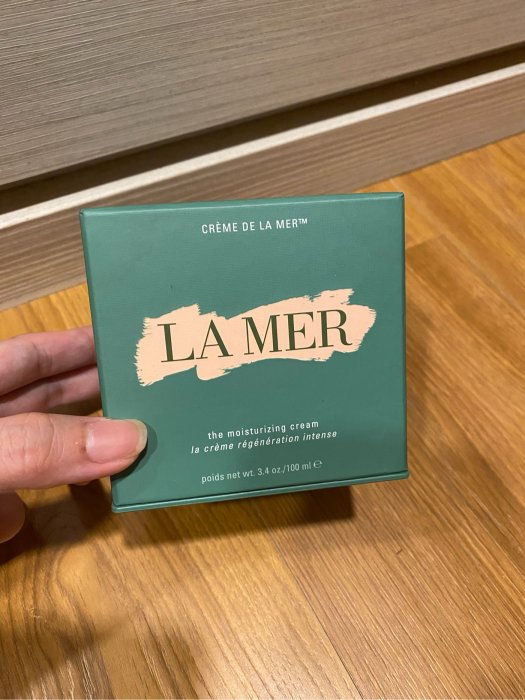 CRÈME DE LA MER™
LA MER
the moisturizing cream
la crème régénération intense
poids net wt. 3.4 oz./100 ml ℮